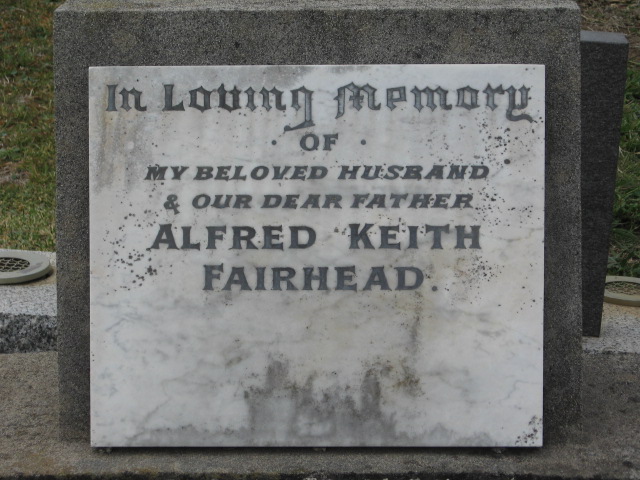 In Loving Memory
· OF ·
MY BELOVED HUSBAND
& OUR DEAR FATHER
ALFRED KEITH
FAIRHEAD.